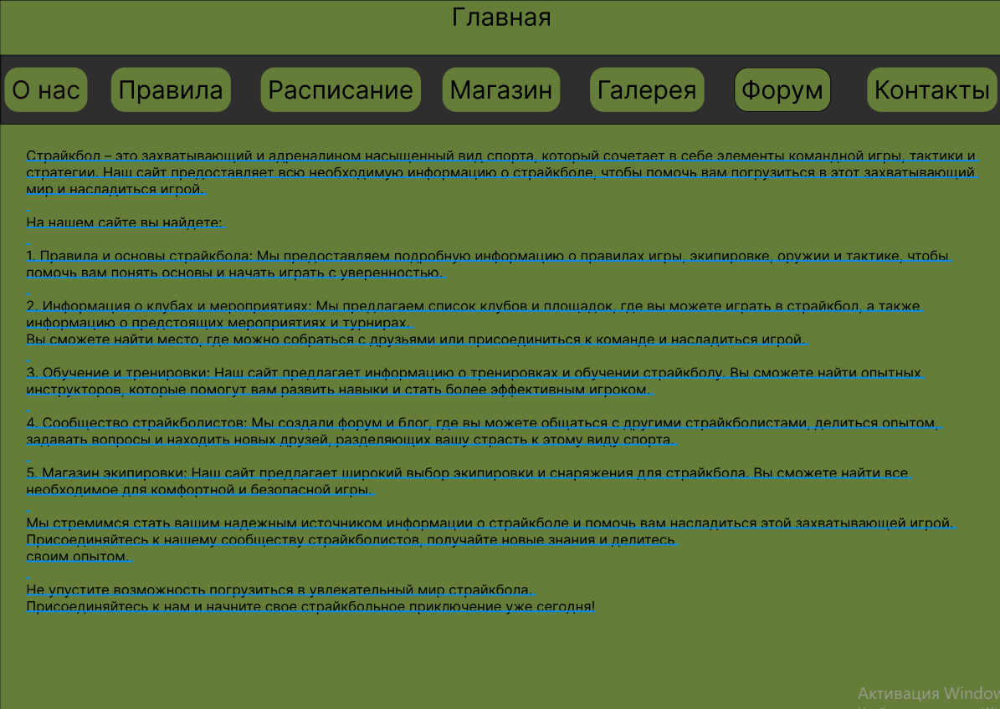 Главная
О нас Правила Расписание Магазин Галерея Форум Контакты
Страйкбол – это захватывающий и адреналином насыщенный вид спорта, который сочетает в себе элементы командной игры, тактики и
стратегии. Наш сайт предоставляет всю необходимую информацию о страйкболе, чтобы помочь вам погрузиться в этот захватывающий
мир и насладиться игрой.
На нашем сайте вы найдете:
1. Правила и основы страйкбола: Мы предоставляем подробную информацию о правилах игры, экипировке, оружии и тактике, чтобы
помочь вам понять основы и начать играть с уверенностью.
2. Информация о клубах и мероприятиях: Мы предлагаем список клубов и площадок, где вы можете играть в страйкбол, а также
информацию о предстоящих мероприятиях и турнирах.
Вы сможете найти место, где можно собраться с друзьями или присоединиться к команде и насладиться игрой.
3. Обучение и тренировки: Наш сайт предлагает информацию о тренировках и обучении страйкболу. Вы сможете найти опытных
инструкторов, которые помогут вам развить навыки и стать более эффективным игроком.
4. Сообщество страйкболистов: Мы создали форум и блог, где вы можете общаться с другими страйкболистами, делиться опытом,
задавать вопросы и находить новых друзей, разделяющих вашу страсть к этому виду спорта.
5. Магазин экипировки: Наш сайт предлагает широкий выбор экипировки и снаряжения для страйкбола. Вы сможете найти все
необходимое для комфортной и безопасной игры.
Мы стремимся стать вашим надежным источником информации о страйкболе и помочь вам насладиться этой захватывающей игрой.
Присоединяйтесь к нашему сообществу страйкболистов, получайте новые знания и делитесь
своим опытом.
Не упустите возможность погрузиться в увлекательный мир страйкбола.
Присоединяйтесь к нам и начните свое страйкбольное приключение уже сегодня!
Активация Window